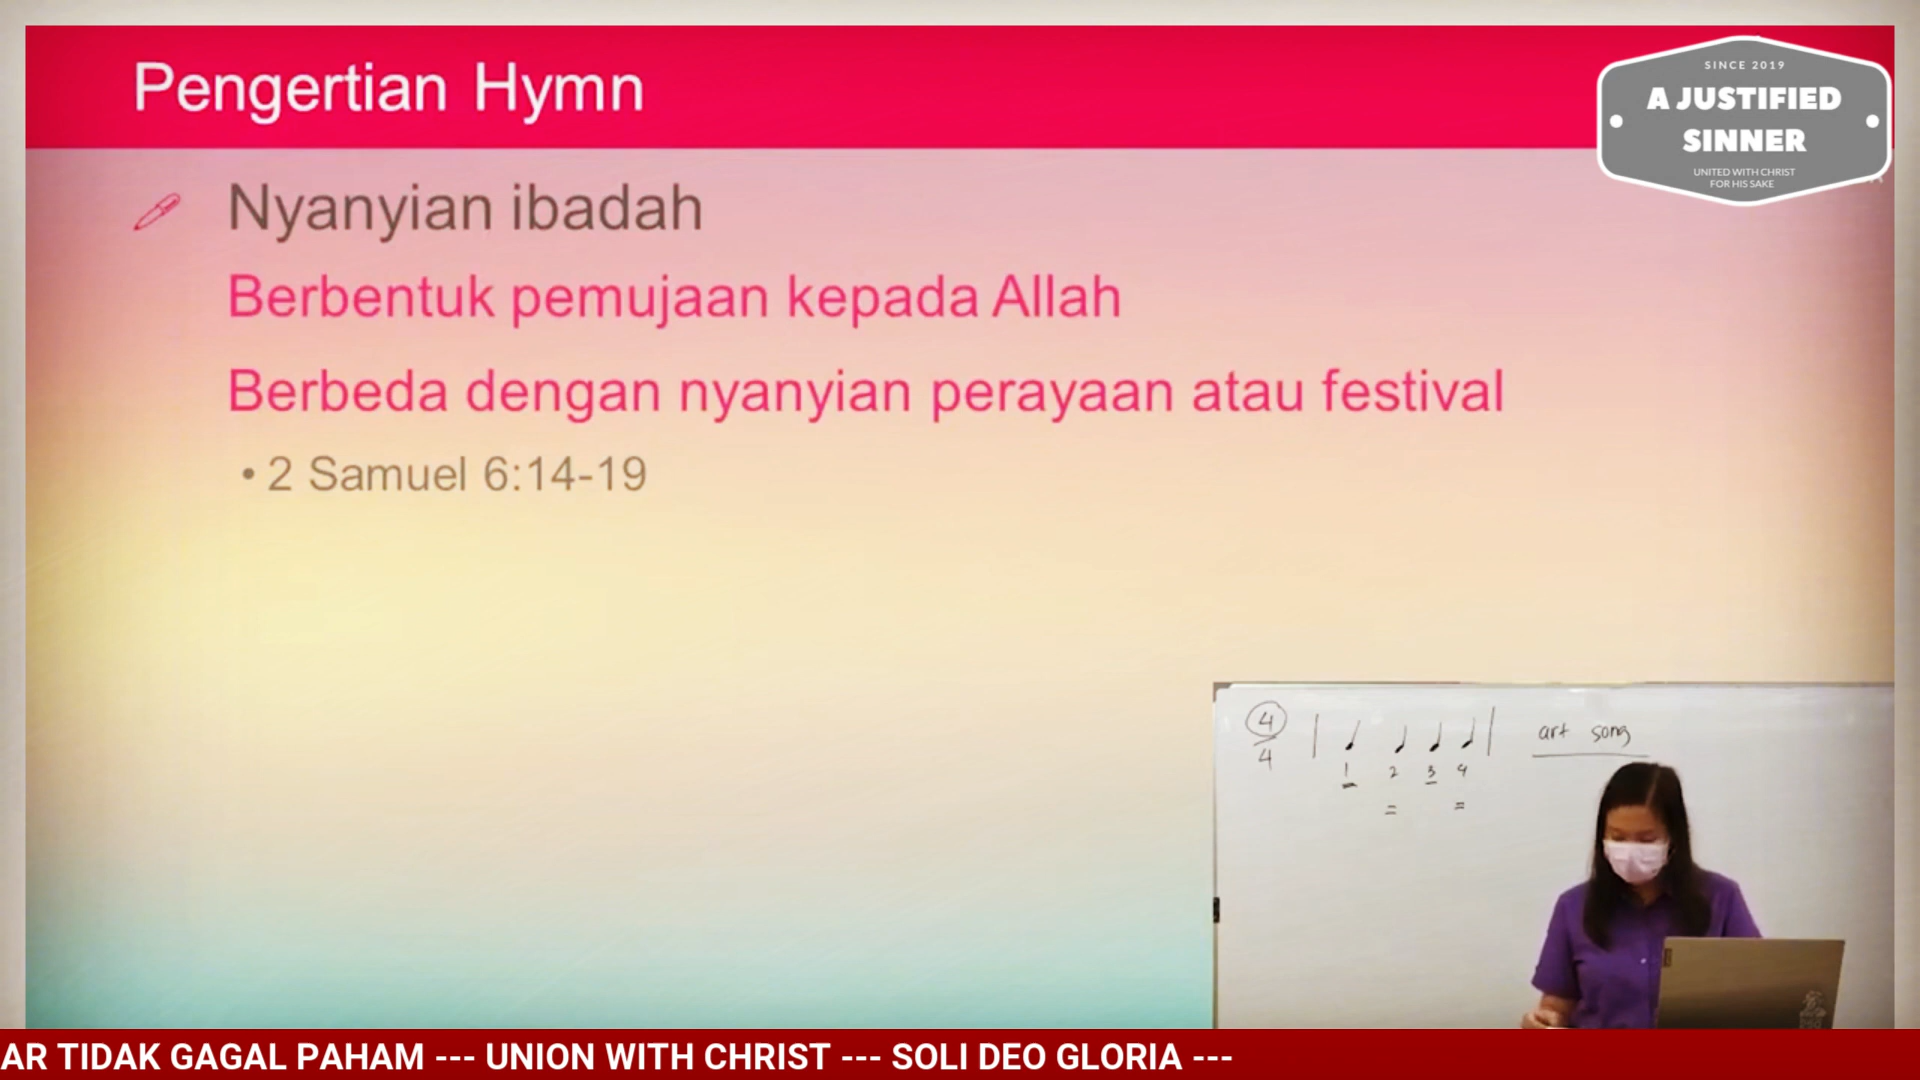 Pengertian Hymn
SINCE 2019
A JUSTIFIED
SINNER
UNITED WITH CHRIST
FOR HIS SAKE
Nyanyian ibadah
Berbentuk pemujaan kepada Allah
Berbeda dengan nyanyian perayaan atau festival
• 2 Samuel 6:14-19
4
4
1 2 3 4
= =
art song
AR TIDAK GAGAL PAHAM --- UNION WITH CHRIST --- SOLI DEO GLORIA ---